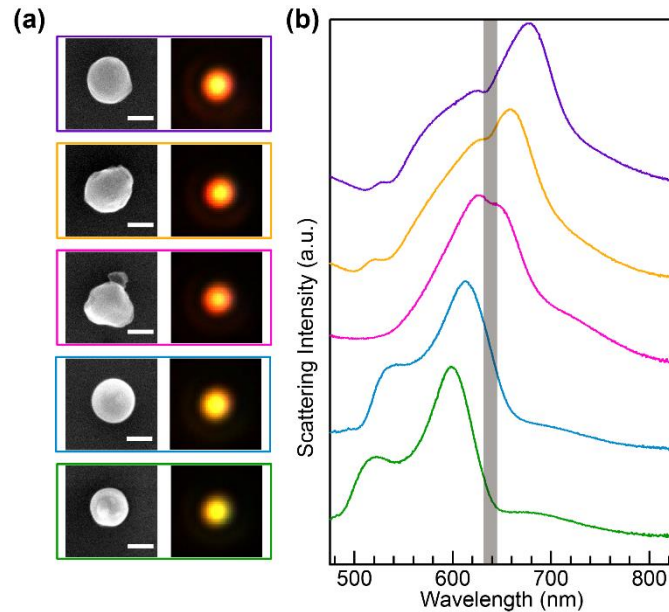 (a)
(b)
Scattering Intensity (a.u.)
500 600 700 800
Wavelength (nm)